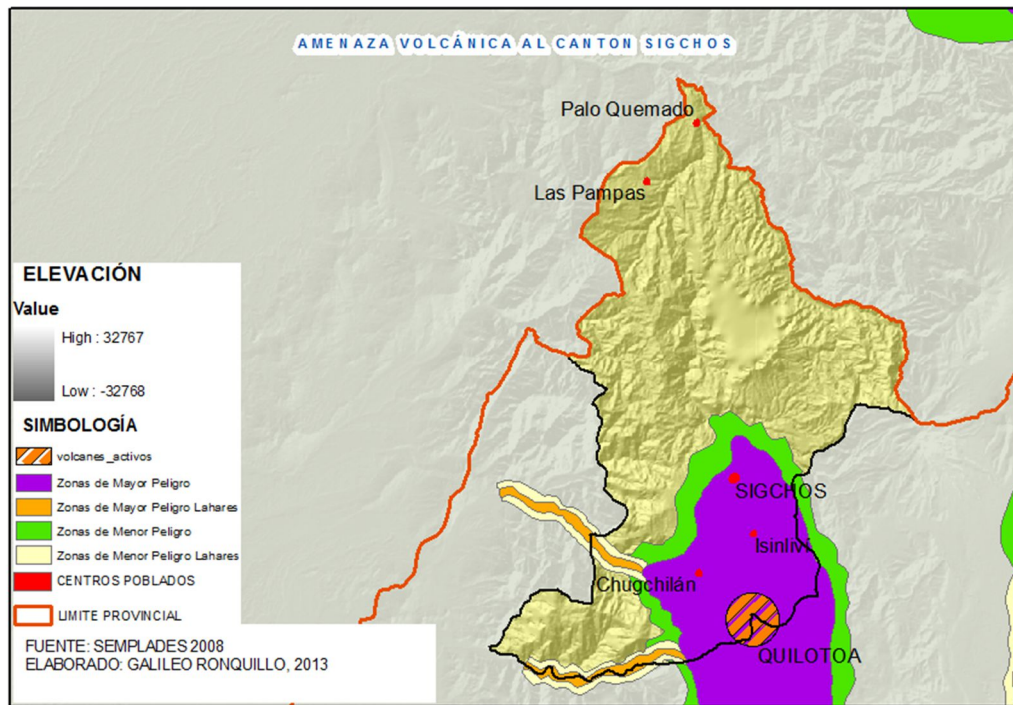 AMENAZA VOLCÁNICA AL CANTON SIGCHOS
Palo Quemado
Las Pampas
ELEVACIÓN
Value
High : 32767
Low : -32768
SIMBOLOGÍA
volcanes_activos
Zonas de Mayor Peligro
Zonas de Mayor Peligro Lahares
Zonas de Menor Peligro
Zonas de Menor Peligro Lahares
CENTROS POBLADOS
LIMITE PROVINCIAL
SIGCHOS
Isinliví
Chugchilán
QUILOTOA
FUENTE: SEMPLADES 2008
ELABORADO: GALILEO RONQUILLO, 2013